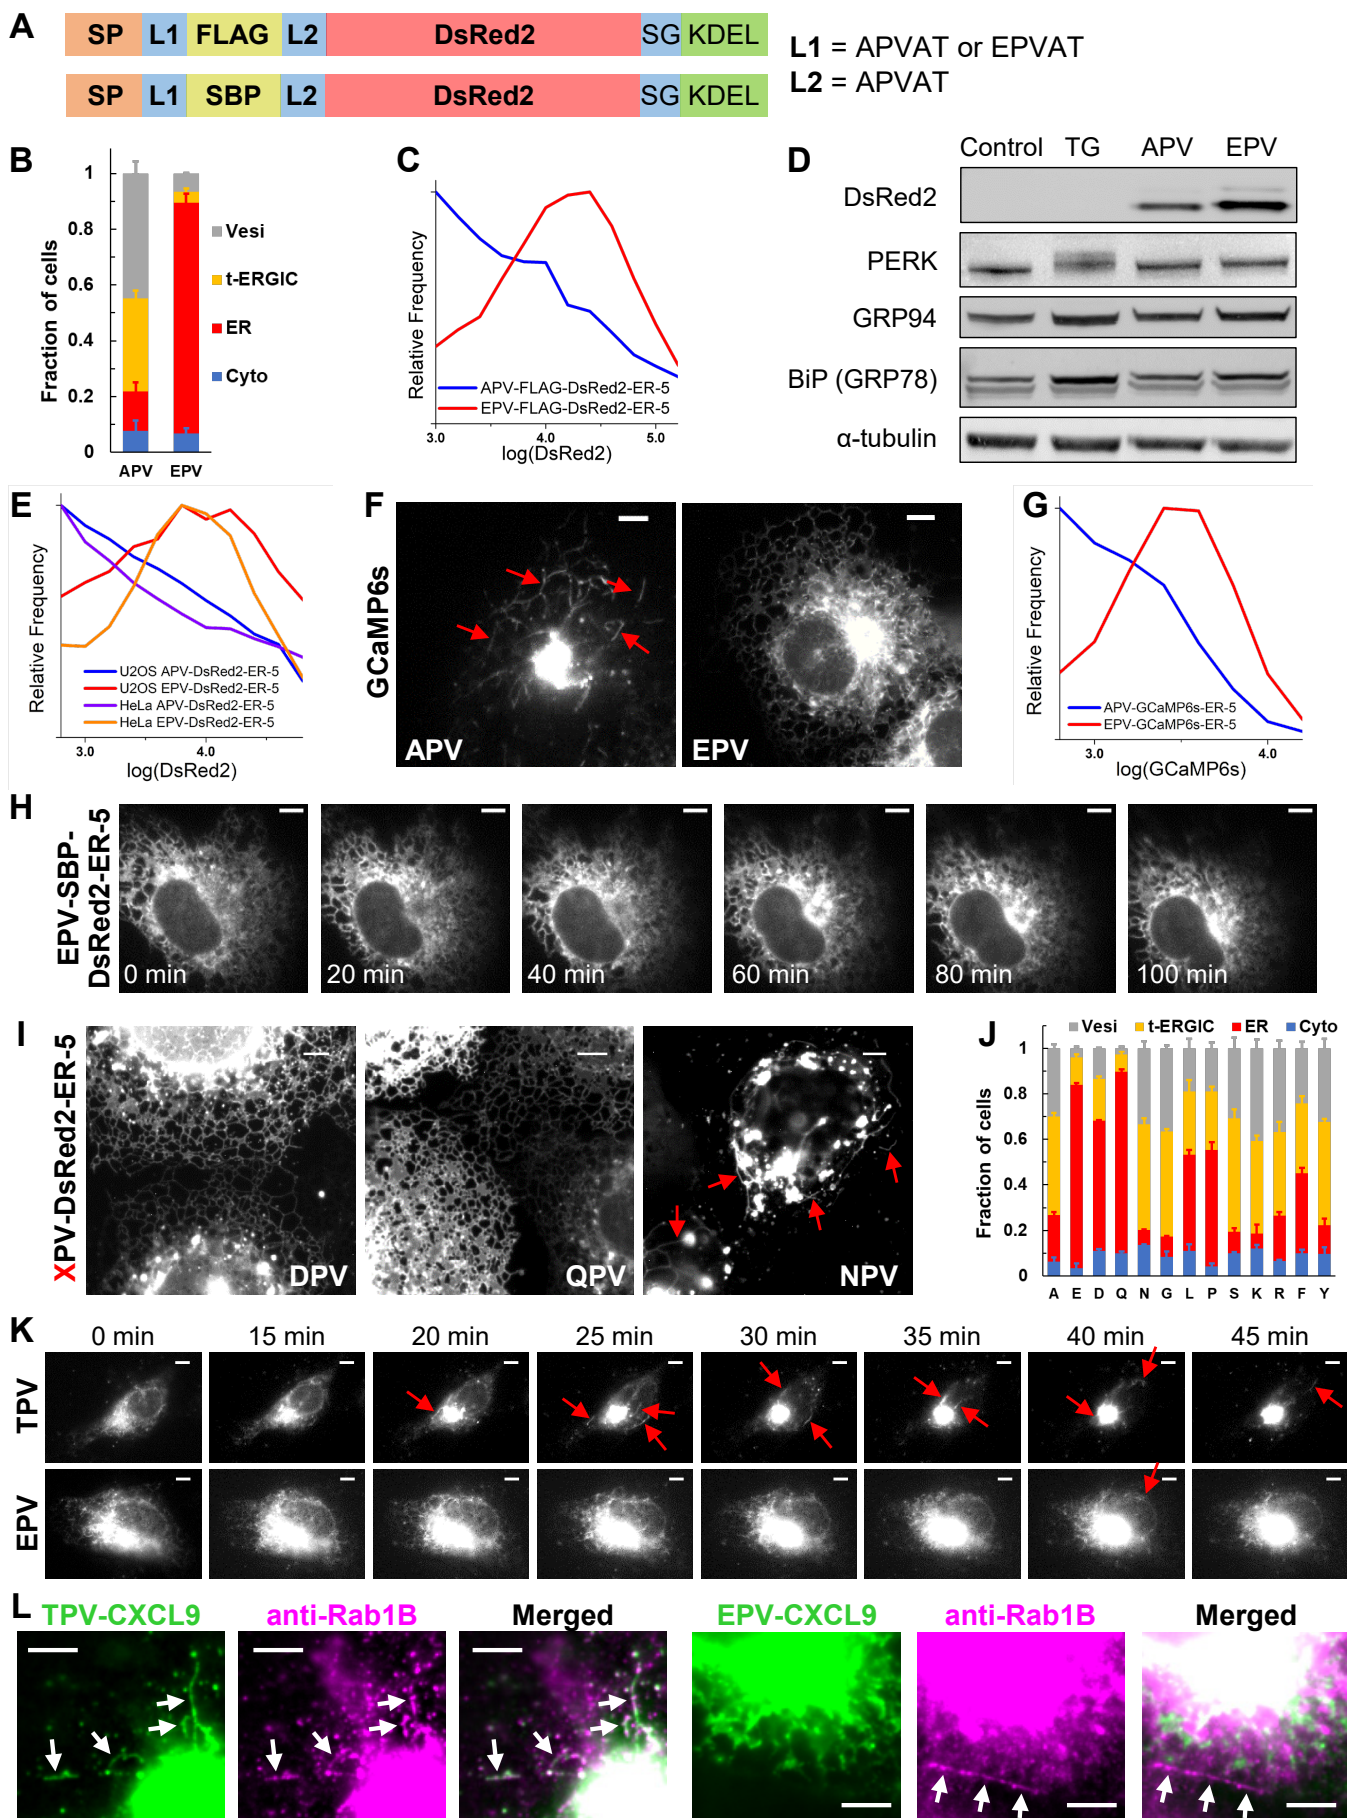 A
SP L1 FLAG L2 DsRed2 SG KDEL
SP L1 SBP L2 DsRed2 SG KDEL
L1 = APVAT or EPVAT
L2 = APVAT
B
Fraction of cells
1
0.8
0.6
0.4
0.2
0
APV EPV
Vesi
t-ERGIC
ER
Cyto
C
Relative Frequency
APV-FLAG-DsRed2-ER-5
EPV-FLAG-DsRed2-ER-5
3.0 4.0 5.0
log(DsRed2)
D
Control TG APV EPV
DsRed2
PERK
GRP94
BiP (GRP78)
α-tubulin
E
Relative Frequency
U2OS APV-DsRed2-ER-5
U2OS EPV-DsRed2-ER-5
HeLa APV-DsRed2-ER-5
HeLa EPV-DsRed2-ER-5
3.0 4.0
log(DsRed2)
F
GCaMP6s
APV
EPV
G
Relative Frequency
APV-GCaMP6s-ER-5
EPV-GCaMP6s-ER-5
3.0 4.0
log(GCaMP6s)
H
EPV-SBP-
DsRed2-ER-5
0 min 20 min 40 min 60 min 80 min 100 min
I
XPV-DsRed2-ER-5
DPV QPV NPV
J
Vesi t-ERGIC ER Cyto
Fraction of cells
1
0.8
0.6
0.4
0.2
0
A E D Q N G L P S K R F Y
K
0 min 15 min 20 min 25 min 30 min 35 min 40 min 45 min
TPV
EPV
L
TPV-CXCL9 anti-Rab1B Merged EPV-CXCL9 anti-Rab1B Merged